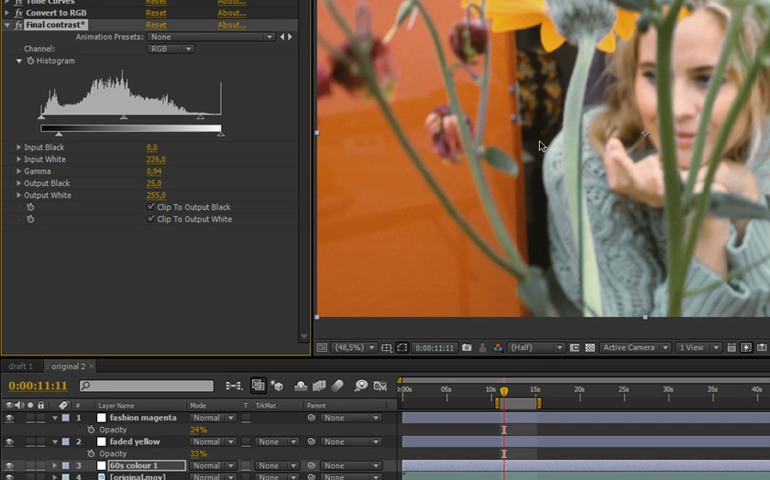 Tone Curves Reset About...
Convert to RGB Reset About...
Final contrast* Reset About...
Animation Presets: None
Channel: RGB
Histogram
Input Black 0,0
Input White 226,0
Gamma 0,94
Output Black 25,0
Output White 255,0
Clip To Output Black
Clip To Output White
(48,5%) 0:00:11:11 (Half) Active Camera 1 View
draft 1 original 2
0:00:11:11
# Layer Name Mode T TrkMat Parent
0:00s 05s 10s 15s 20s 25s 30s 35s 40s
1 fashion magenta Normal None
Opacity 24%
2 faded yellow Normal None None
Opacity 33%
3 60s colour 1 Normal None None
4 [original.mov] Normal None None